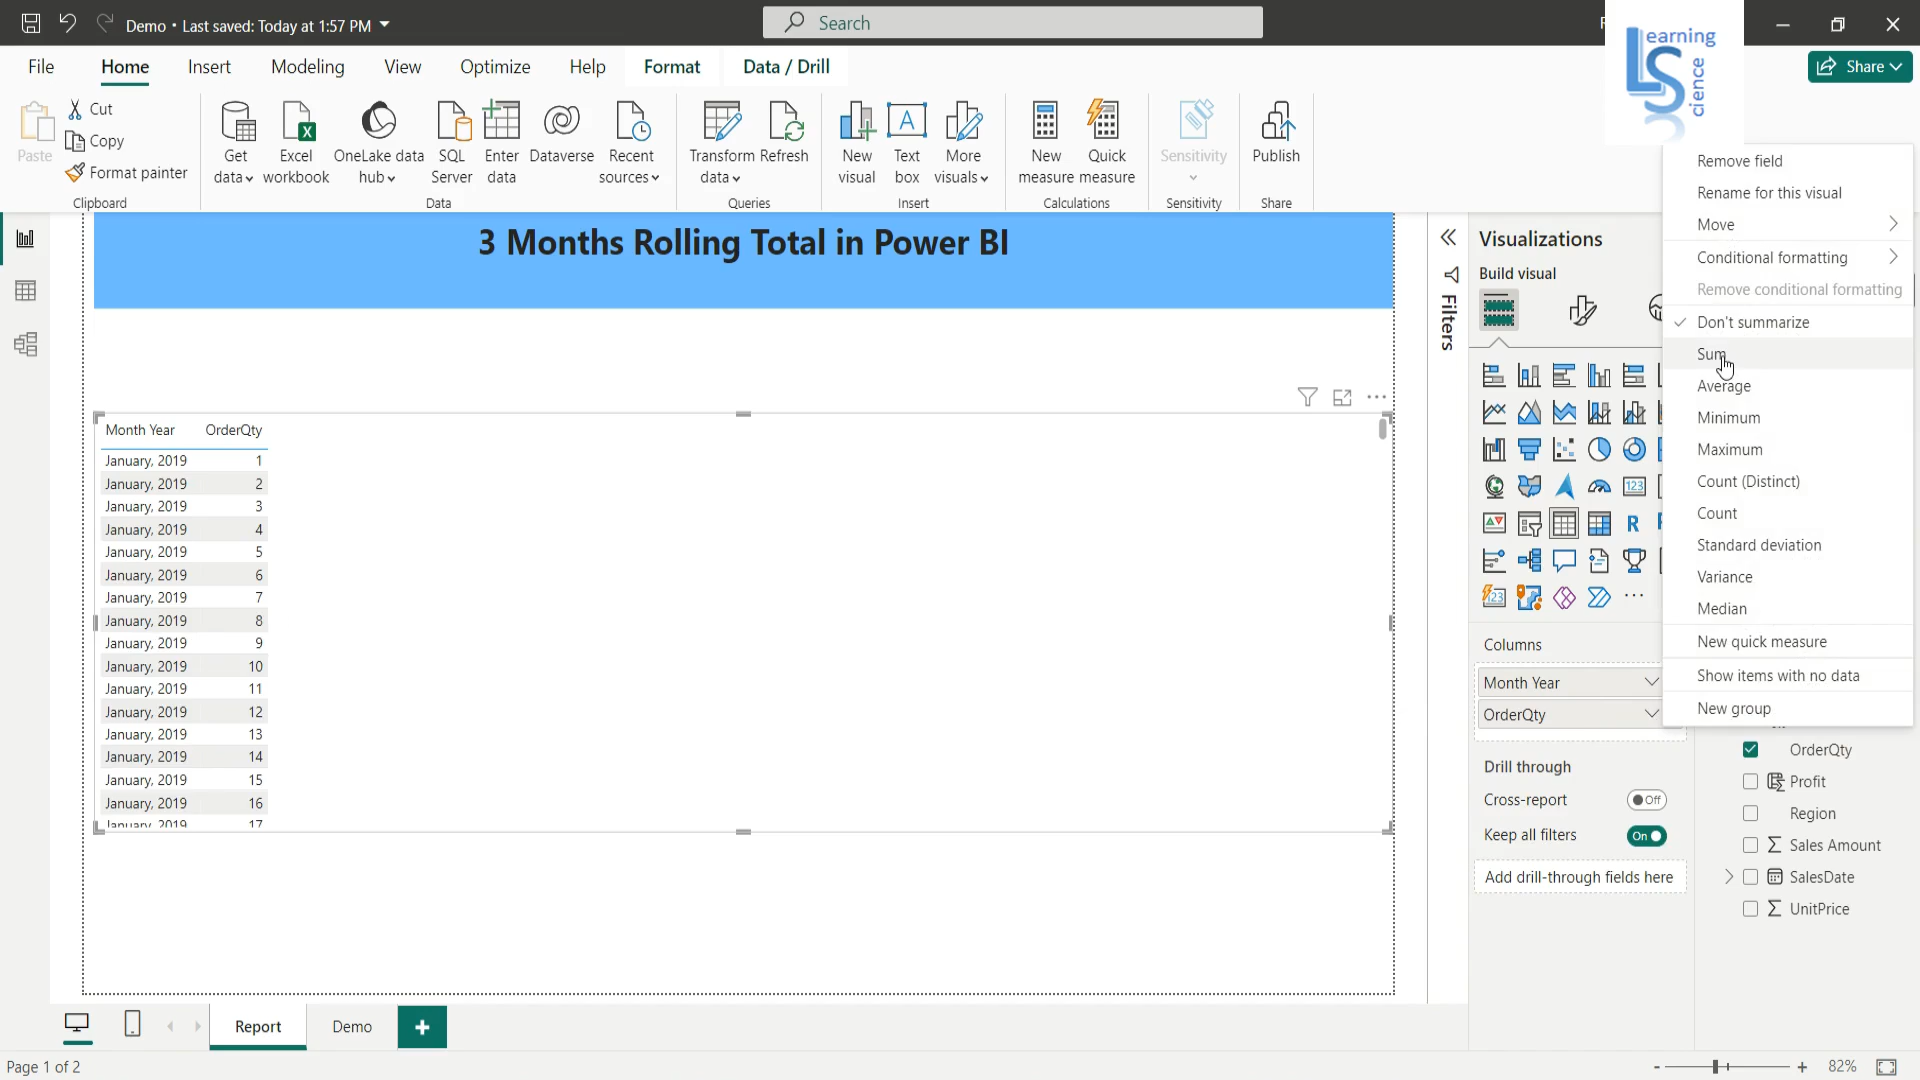 Demo • Last saved: Today at 1:57 PM
Search
Learning
Science
File
Home
Insert
Modeling
View
Optimize
Help
Format
Data / Drill
Share
Paste
Cut
Copy
Format painter
Clipboard
Get data
Excel workbook
OneLake data hub
SQL Server
Enter data
Dataverse
Recent sources
Data
Transform data
Refresh
Queries
New visual
Text box
More visuals
Insert
New measure
Quick measure
Calculations
Sensitivity
Sensitivity
Publish
Share
3 Months Rolling Total in Power BI
Month Year OrderQty
January, 2019 1
January, 2019 2
January, 2019 3
January, 2019 4
January, 2019 5
January, 2019 6
January, 2019 7
January, 2019 8
January, 2019 9
January, 2019 10
January, 2019 11
January, 2019 12
January, 2019 13
January, 2019 14
January, 2019 15
January, 2019 16
January, 2019 17
Filters
Visualizations
Build visual
123
R
123
Columns
Month Year
OrderQty
Drill through
Cross-report
Off
Keep all filters
On
Add drill-through fields here
Remove field
Rename for this visual
Move
Conditional formatting
Remove conditional formatting
Don't summarize
Sum
Average
Minimum
Maximum
Count (Distinct)
Count
Standard deviation
Variance
Median
New quick measure
Show items with no data
New group
OrderQty
Profit
Region
Sales Amount
SalesDate
UnitPrice
Report
Demo
Page 1 of 2
82%